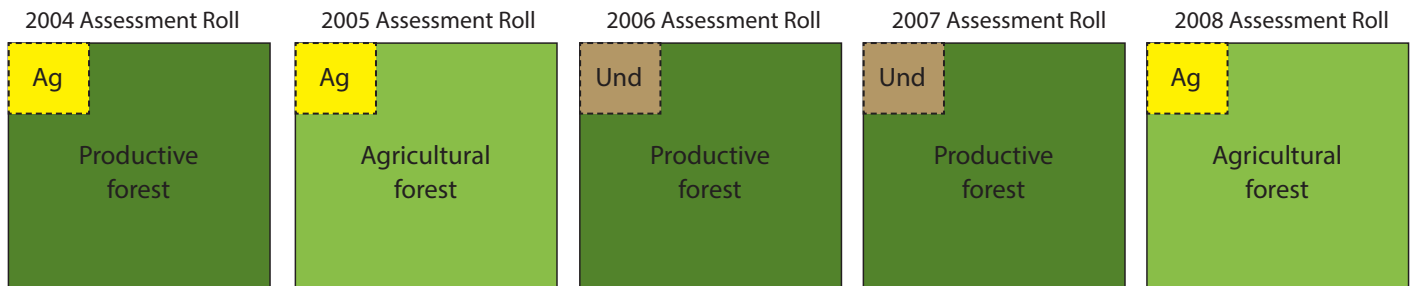 2004 Assessment Roll
2005 Assessment Roll
2006 Assessment Roll
2007 Assessment Roll
2008 Assessment Roll
Ag
Ag
Und
Und
Ag
Productive
forest
Agricultural
forest
Productive
forest
Productive
forest
Agricultural
forest